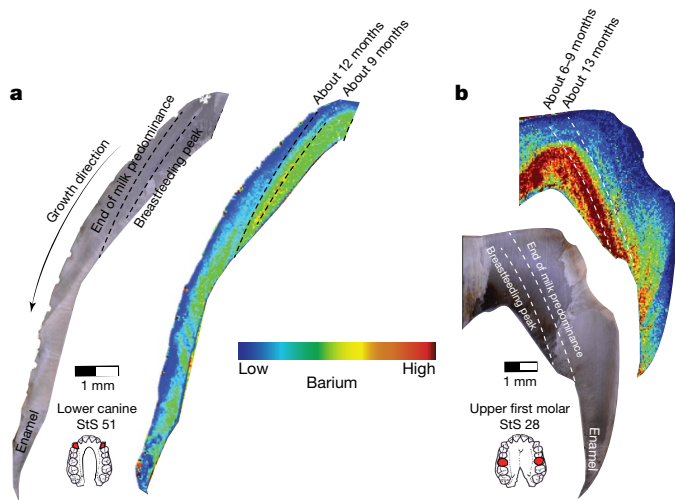 a
Growth direction
End of milk predominance
Breastfeeding peak
About 12 months
About 9 months
Enamel
1 mm
Lower canine
StS 51
Low
High
Barium
b
About 6–9 months
About 13 months
Breastfeeding peak
End of milk predominance
Enamel
1 mm
Upper first molar
StS 28